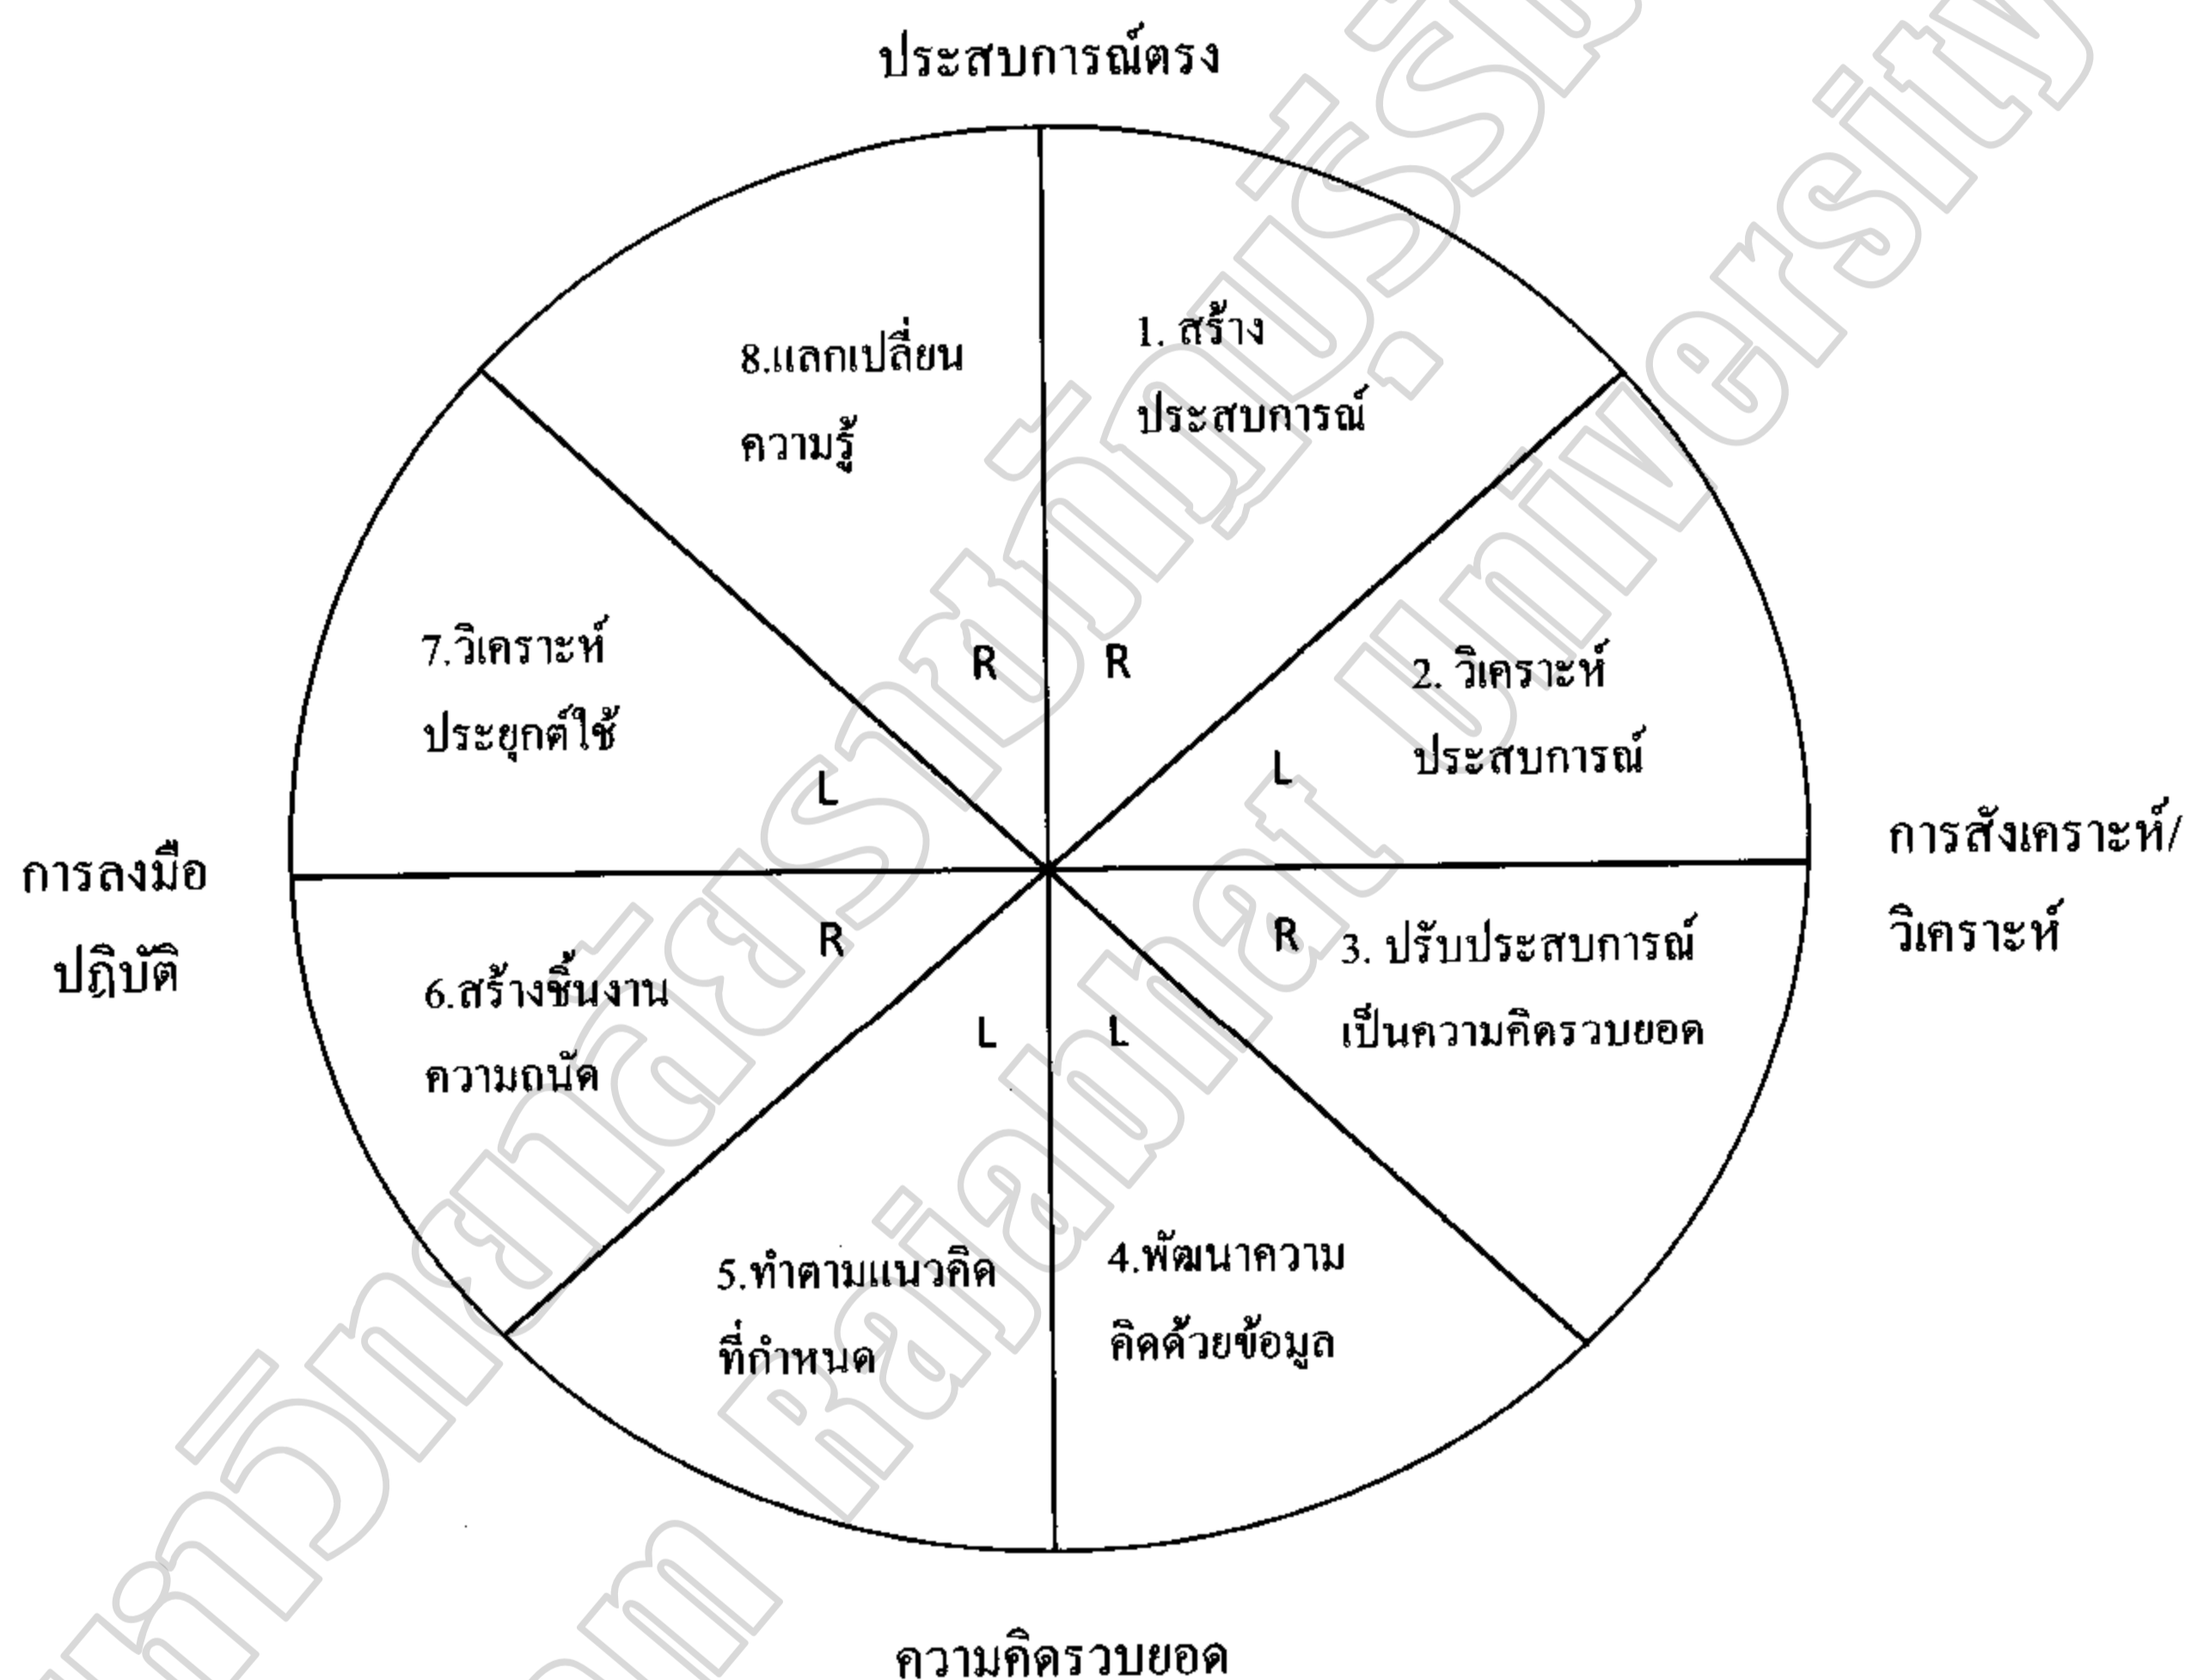 ประสบการณ์ตรง
8.แลกเปลี่ยน
ความรู้
1. สร้าง
ประสบการณ์
7.วิเคราะห์
ประยุกต์ใช้
R
R
2. วิเคราะห์
ประสบการณ์
L
L
การลงมือ
ปฏิบัติ
การสังเคราะห์/
วิเคราะห์
R
6.สร้างชิ้นงาน
ความถนัด
R
3. ปรับประสบการณ์
เป็นความคิดรวบยอด
L
L
5.ทำตามแนวคิด
ที่กำหนด
4.พัฒนาความ
คิดด้วยข้อมูล
ความคิดรวบยอด
Rajabhat University